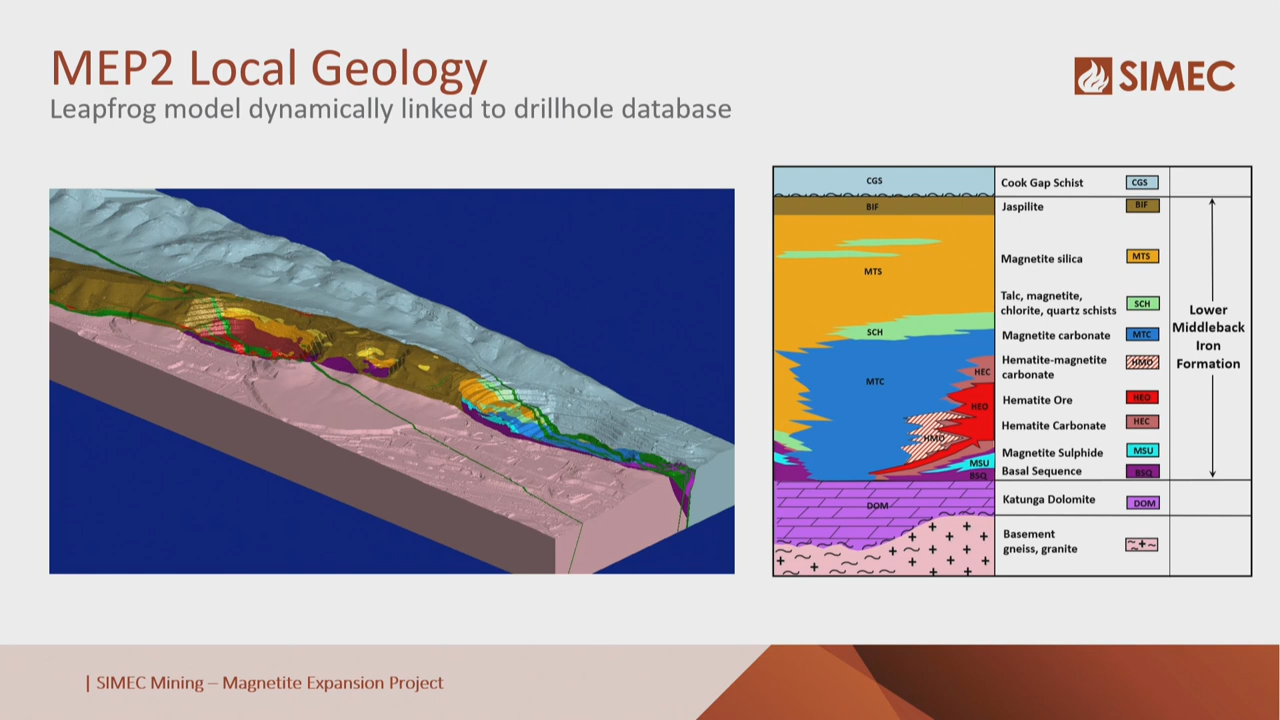 MEP2 Local Geology
Leapfrog model dynamically linked to drillhole database
SIMEC
CGS
BIF
MTS
SCH
MTC
HEC
HEO
HMD
MSU
BSQ
DOM
Cook Gap Schist CGS
Jaspilite BIF
Magnetite silica MTS
Talc, magnetite,
chlorite, quartz schists SCH
Magnetite carbonate MTC
Hematite-magnetite
carbonate HMD
Hematite Ore HEO
Hematite Carbonate HEC
Magnetite Sulphide MSU
Basal Sequence BSQ
Katunga Dolomite DOM
Basement
gneiss, granite
Lower
Middleback
Iron
Formation
| SIMEC Mining – Magnetite Expansion Project